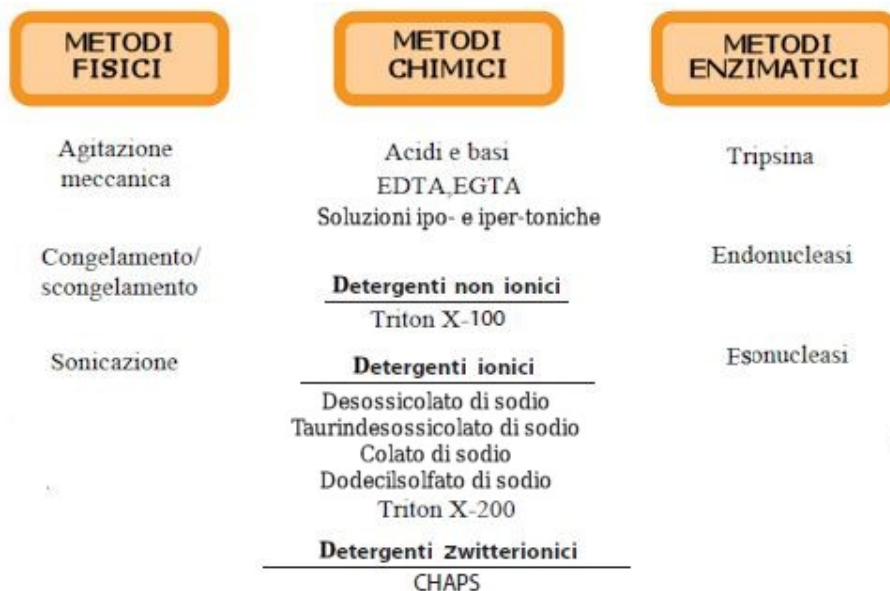 METODI
FISICI
Agitazione
meccanica
Congelamento/
scongelamento
Sonicazione
METODI
CHIMICI
Acidi e basi
EDTA,EGTA
Soluzioni ipo- e iper-toniche
Detergenti non ionici
Triton X-100
Detergenti ionici
Desossicolato di sodio
Taurindesossicolato di sodio
Colato di sodio
Dodecilsolfato di sodio
Triton X-200
Detergenti zwitterionici
CHAPS
METODI
ENZIMATICI
Tripsina
Endonucleasi
Esonucleasi